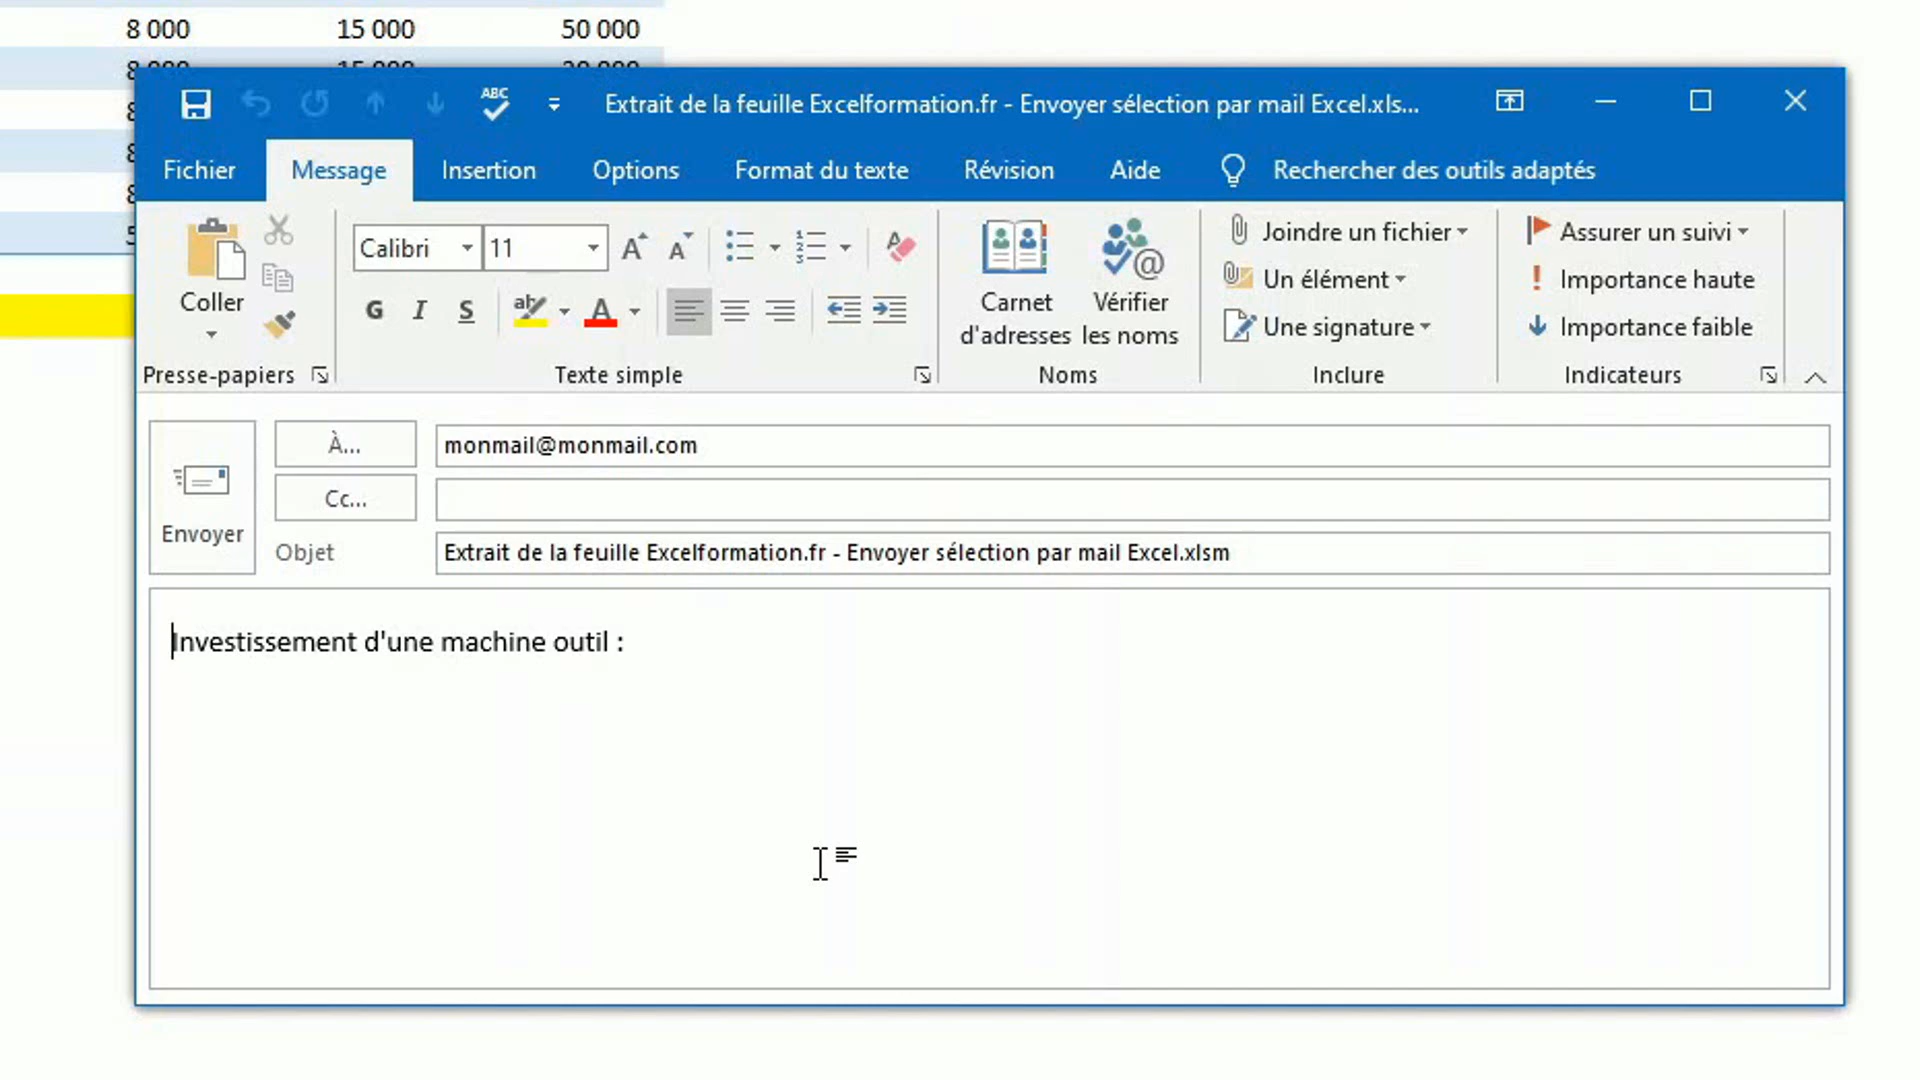 8 000 15 000 50 000
Extrait de la feuille Excelformation.fr - Envoyer sélection par mail Excel.xls...
Fichier Message Insertion Options Format du texte Révision Aide Rechercher des outils adaptés
Coller
Presse-papiers
Calibri 11
G I S
Texte simple
Carnet d'adresses
Vérifier les noms
Noms
Joindre un fichier
Un élément
Une signature
Inclure
Assurer un suivi
Importance haute
Importance faible
Indicateurs
Envoyer
À... monmail@monmail.com
Cc...
Objet Extrait de la feuille Excelformation.fr - Envoyer sélection par mail Excel.xlsm
Investissement d'une machine outil :